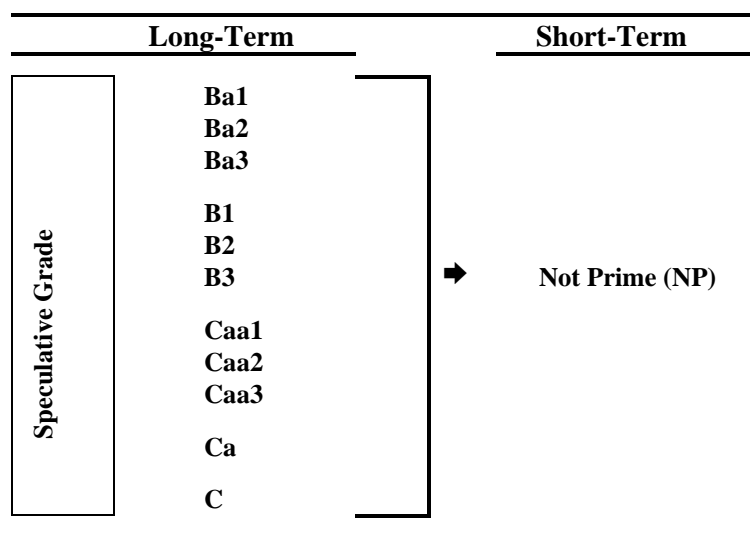 Long-Term Short-Term
Ba1
Ba2
Ba3
B1
B2
B3
Caa1
Caa2
Caa3
Ca
C
Speculative Grade
Not Prime (NP)